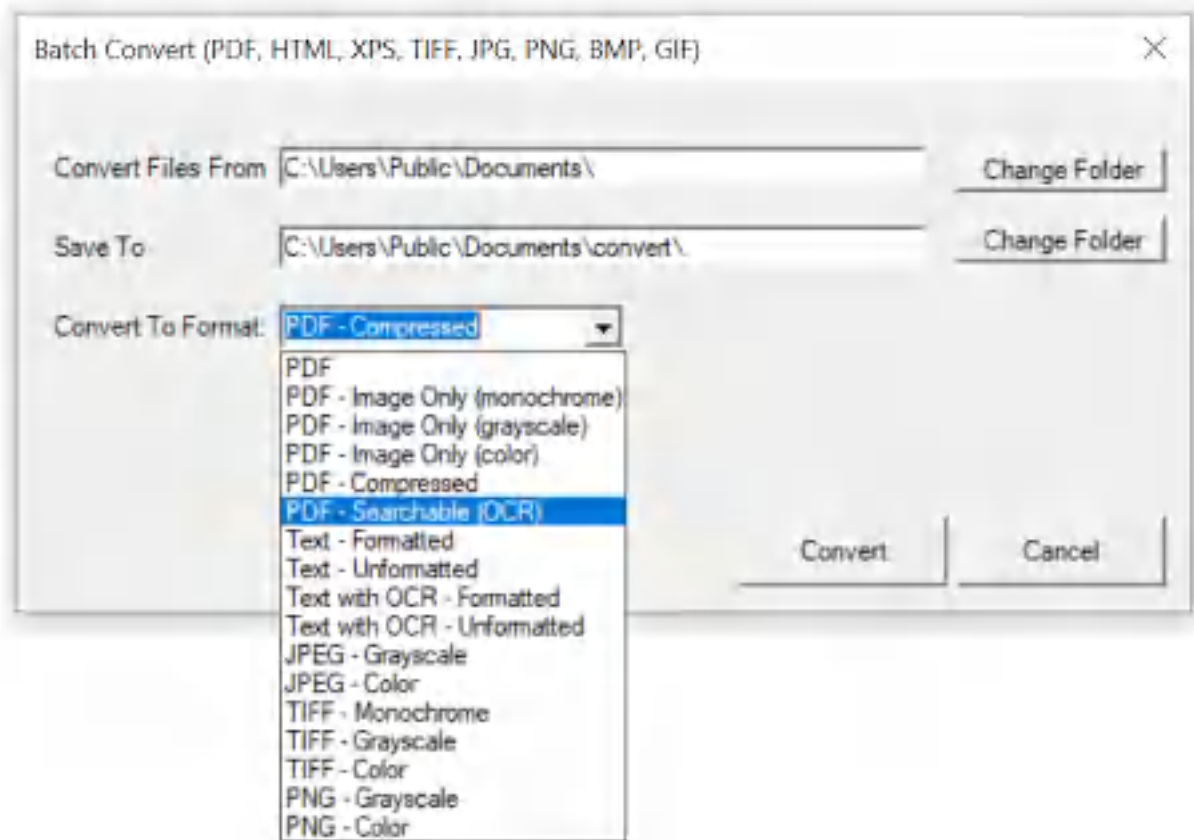 Batch Convert (PDF, HTML, XPS, TIFF, JPG, PNG, BMP, GIF)
Convert Files From C:\Users\Public\Documents\ Change Folder
Save To C:\Users\Public\Documents\convert\ Change Folder
Convert To Format: PDF - Compressed
PDF
PDF - Image Only (monochrome)
PDF - Image Only (grayscale)
PDF - Image Only (color)
PDF - Compressed
PDF - Searchable (OCR)
Text - Formatted
Text - Unformatted
Text with OCR - Formatted
Text with OCR - Unformatted
JPEG - Grayscale
JPEG - Color
TIFF - Monochrome
TIFF - Grayscale
TIFF - Color
PNG - Grayscale
PNG - Color
Convert Cancel